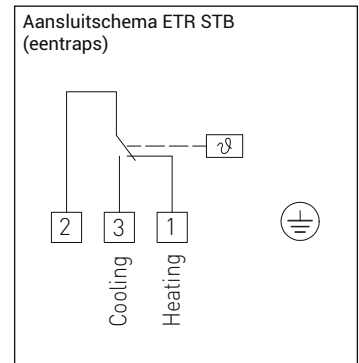 Aansluitschema ETR STB
(eentraps)
ϑ
2
3
1
Cooling
Heating